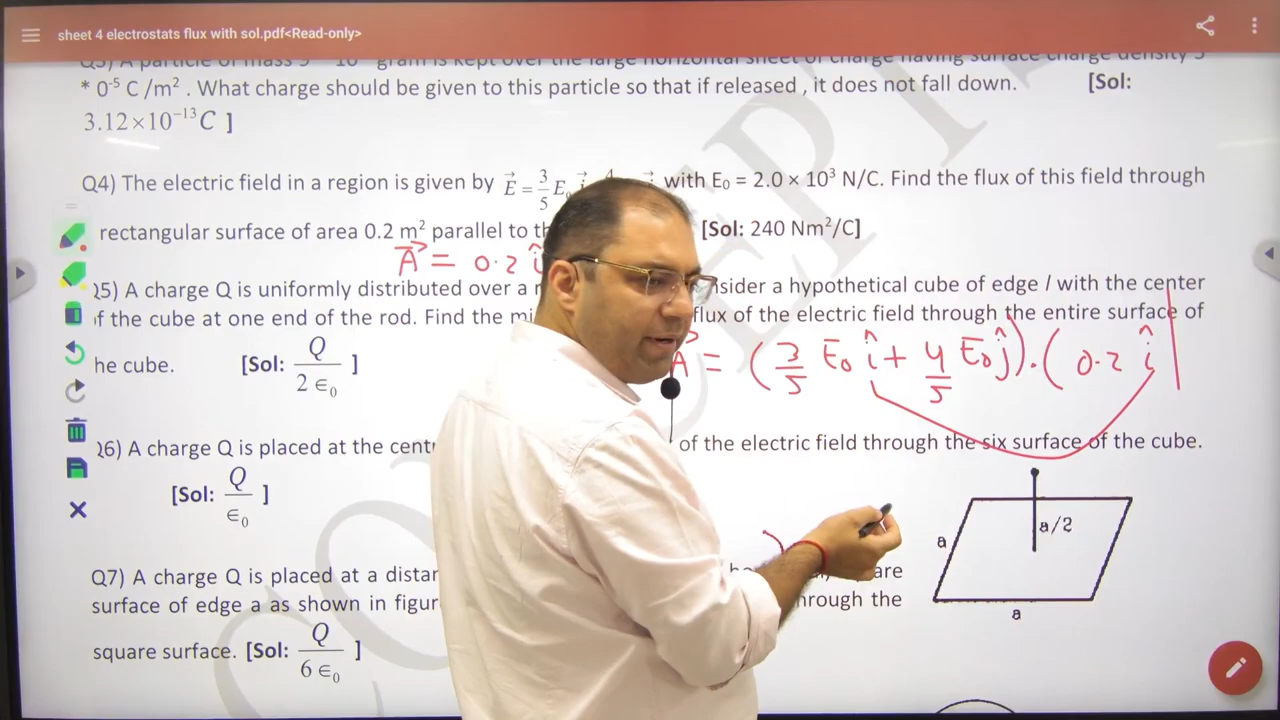 sheet 4 electrostats flux with sol.pdf<Read-only>
* 0⁻⁵ C /m² . What charge should be given to this particle so that if released , it does not fall down. [Sol:
3.12×10⁻¹³ C ]
Q4) The electric field in a region is given by E⃗ = 3/5 E₀ with E₀ = 2.0 × 10³ N/C. Find the flux of this field through
rectangular surface of area 0.2 m² parallel to [Sol: 240 Nm²/C]
A⃗ = 0.2 î
25) A charge Q is uniformly distributed over a sider a hypothetical cube of edge l with the center
f the cube at one end of the rod. Find the flux of the electric field through the entire surface of
he cube. [Sol: Q/2 ∈₀ ]
A⃗ = (3/5 E₀ î + 4/5 E₀ ĵ) . ( 0.2 î
26) A charge Q is placed at the cent of the electric field through the six surface of the cube.
[Sol: Q/∈₀ ]
a/2
a
a
Q7) A charge Q is placed at a distan are
surface of edge a as shown in figur hrough the
square surface. [Sol: Q/6 ∈₀ ]
CONCEPT